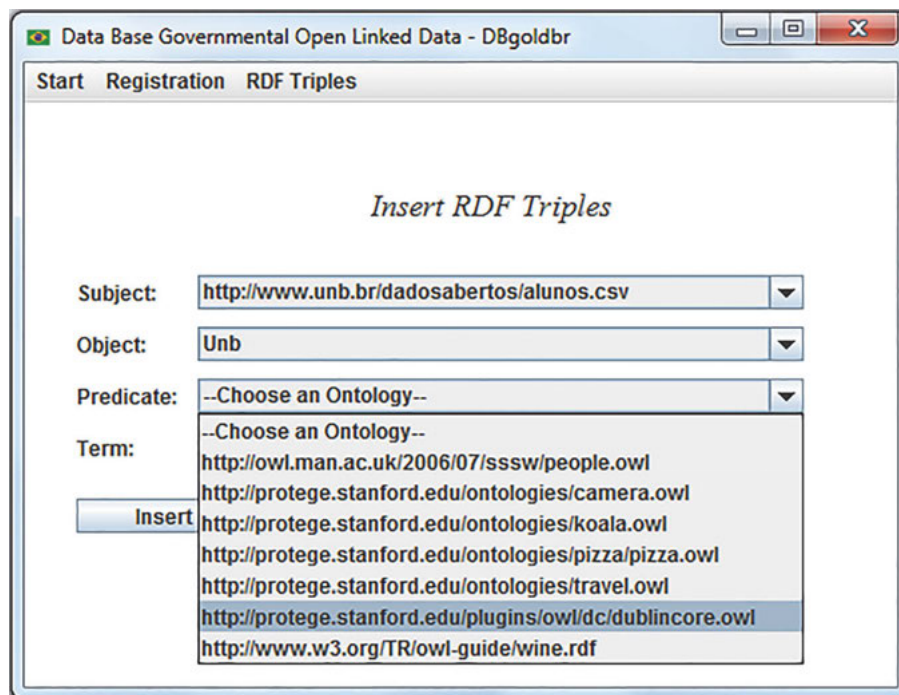 Data Base Governmental Open Linked Data - DBgoldbr
Start Registration RDF Triples
Insert RDF Triples
Subject: http://www.unb.br/dadosabertos/alunos.csv
Object: Unb
Predicate: --Choose an Ontology--
--Choose an Ontology--
Term:
http://owl.man.ac.uk/2006/07/sssw/people.owl
http://protege.stanford.edu/ontologies/camera.owl
Insert
http://protege.stanford.edu/ontologies/koala.owl
http://protege.stanford.edu/ontologies/pizza/pizza.owl
http://protege.stanford.edu/ontologies/travel.owl
http://protege.stanford.edu/plugins/owl/dc/dublincore.owl
http://www.w3.org/TR/owl-guide/wine.rdf